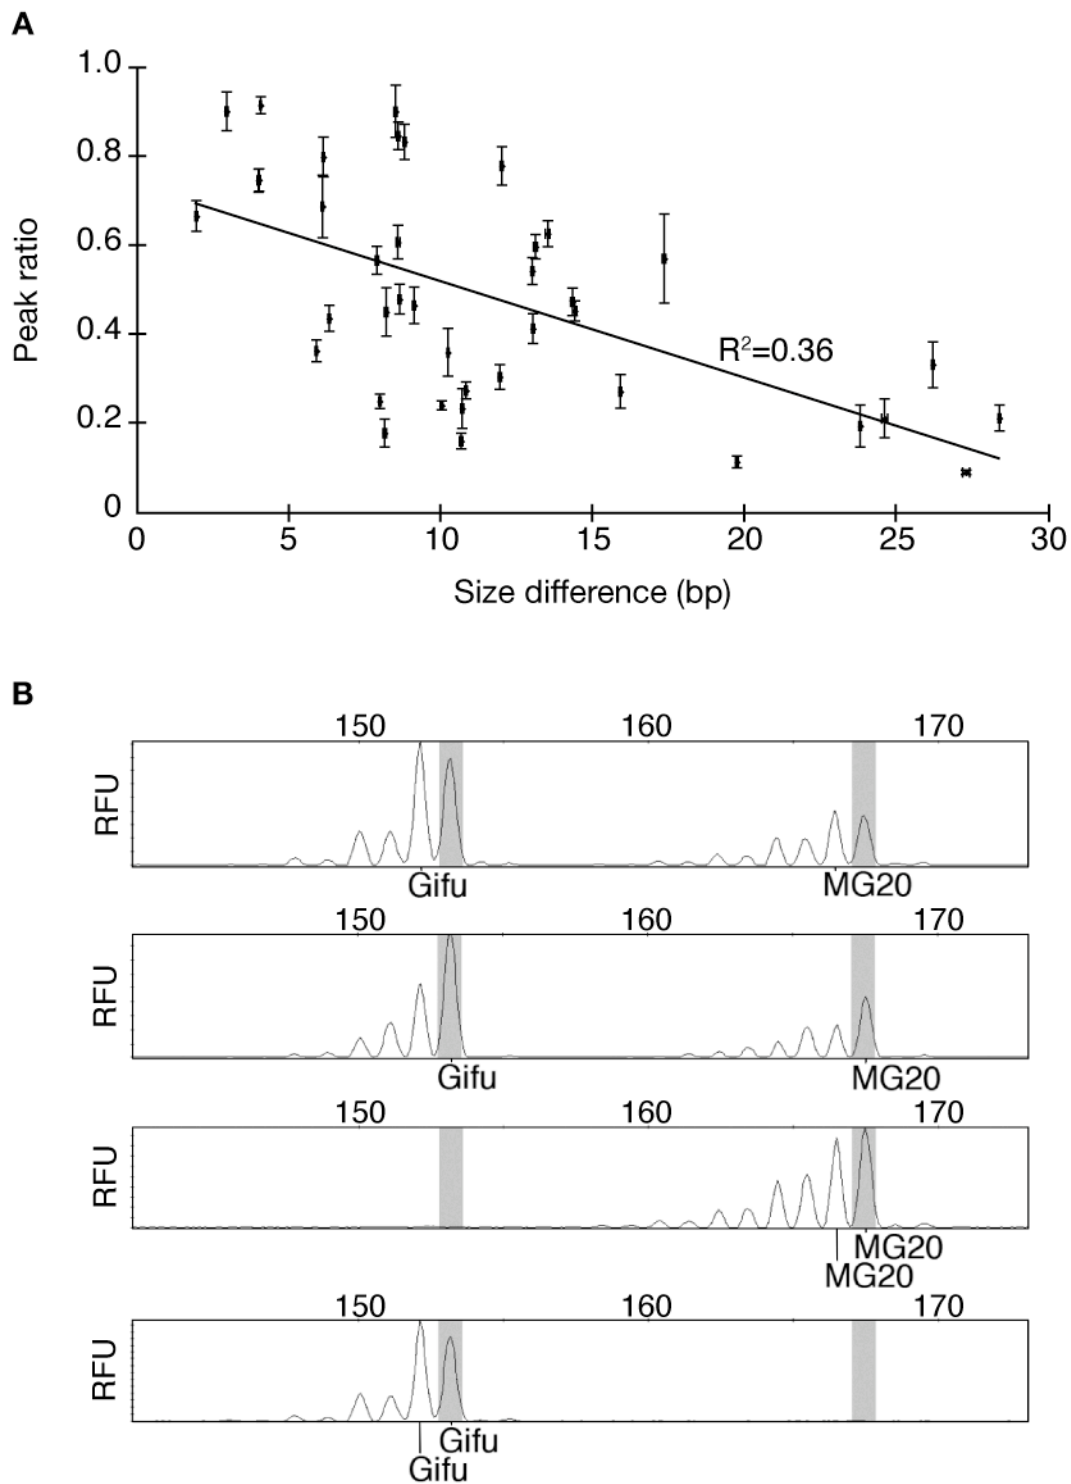 A
1.0
0.8
0.6
0.4
0.2
0
Peak ratio
R²=0.36
0 5 10 15 20 25 30
Size difference (bp)
B
150 160 170
RFU
Gifu MG20
150 160 170
RFU
Gifu MG20
150 160 170
RFU
MG20
MG20
150 160 170
RFU
Gifu
Gifu